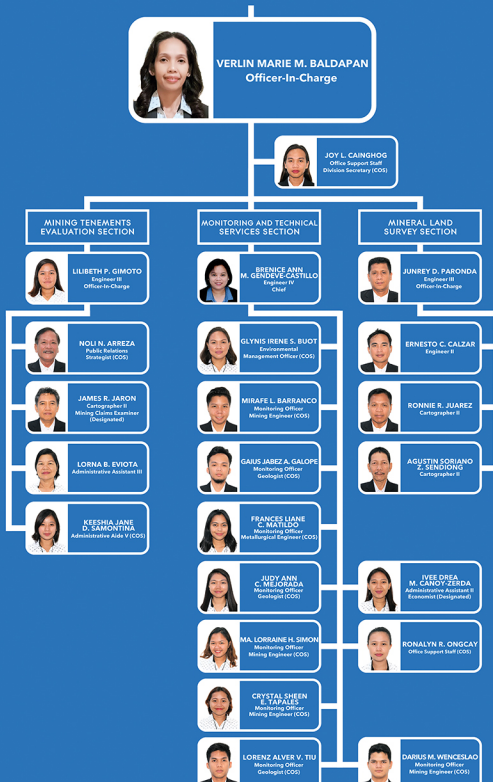 VERLIN MARIE M. BALDAPAN
Officer-In-Charge
JOY L. CAINGHOG
Office Support Staff
Division Secretary (COS)
MINING TENEMENTS
EVALUATION SECTION
LILIBETH P. GIMOTO
Engineer III
Officer-In-Charge
NOLI N. ARREZA
Public Relations
Strategist (COS)
JAMES R. JARON
Cartographer II
Mining Claims Examiner
(Designated)
LORNA B. EVIOTA
Administrative Assistant III
KEESHIA JANE
D. SAMONTINA
Administrative Aide V (COS)
MONITORING AND TECHNICAL
SERVICES SECTION
BRENICE ANN
M. GENDEVE-CASTILLO
Engineer IV
Chief
GLYNIS IRENE S. BUOT
Environmental
Management Officer (COS)
MIRAFE L. BARRANCO
Monitoring Officer
Mining Engineer (COS)
GAIUS JABEZ A. GALOPE
Monitoring Officer
Geologist (COS)
FRANCES LIANE
C. MATILDO
Monitoring Officer
Metallurgical Engineer (COS)
JUDY ANN
C. MEJORADA
Monitoring Officer
Geologist (COS)
MA. LORRAINE H. SIMON
Monitoring Officer
Mining Engineer (COS)
CRYSTAL SHEEN
E. TAPALES
Monitoring Officer
Mining Engineer (COS)
LORENZ ALVER V. TIU
Monitoring Officer
Geologist (COS)
IVEE DREA
M. CANOY-ZERDA
Administrative Assistant II
Economist (Designated)
RONALYN R. ONGCAY
Office Support Staff (COS)
DARIUS M. WENCESLAO
Monitoring Officer
Mining Engineer (COS)
MINERAL LAND
SURVEY SECTION
JUNREY D. PARONDA
Engineer III
Officer-In-Charge
ERNESTO C. CALZAR
Engineer II
RONNIE R. JUAREZ
Cartographer II
AGUSTIN SORIANO
Z. SENDIONG
Cartographer II